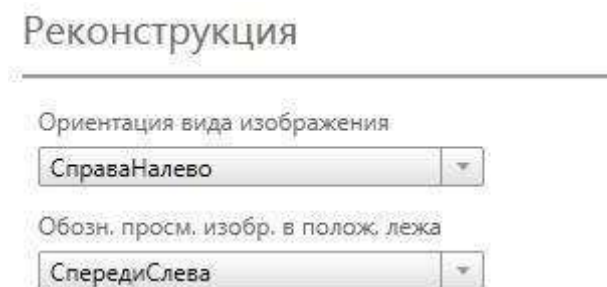 Реконструкция
Ориентация вида изображения
СправаНалево
Обозн. просм. изобр. в полож. лежа
СпередиСлева